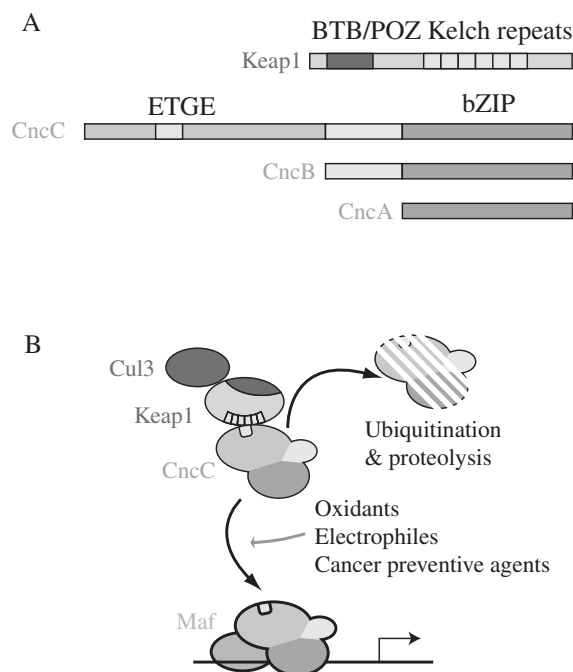 A
BTB/POZ Kelch repeats
Keap1
ETGE
bZIP
CncC
CncB
CncA
B
Cul3
Keap1
CncC
Ubiquitination
& proteolysis
Oxidants
Electrophiles
Cancer preventive agents
Maf